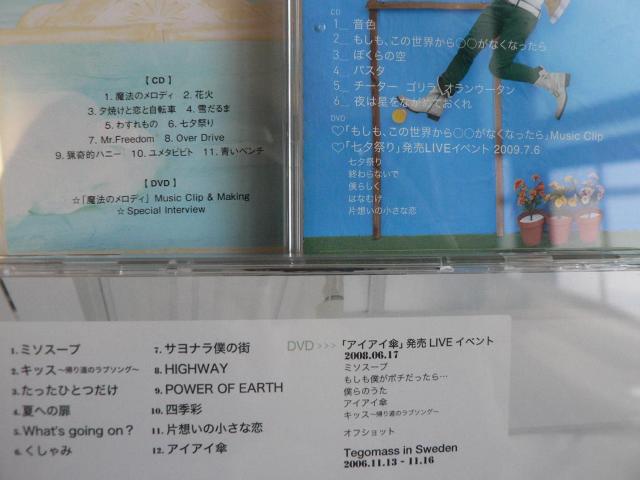 【CD】
1. 魔法のメロディ 2. 花火
3. 夕焼けと恋と自転車 4. 雪だるま
5. わすれもの 6. 七夕祭り
7. Mr.Freedom 8. Over Drive
9. 猟奇的ハニー 10. ユメタビビト 11. 青いベンチ
【DVD】
☆「魔法のメロディ」Music Clip & Making
☆Special Interview
CD
1_ 音色
2_ もしも、この世界から○○がなくなったら
3_ ぼくらの空
4_ パスタ
5_ チーター ゴリラ オランウータン
6_ 夜は星をながめておくれ
DVD
♡「もしも、この世界から○○がなくなったら」Music Clip
♡「七夕祭り」発売LIVEイベント 2009.7.6
七夕祭り
終わらないで
僕らしく
はなむけ
片想いの小さな恋
1. ミソスープ
2. キッス～帰り道のラブソング～
3. たったひとつだけ
4. 夏への扉
5. What's going on?
6. くしゃみ
7. サヨナラ僕の街
8. HIGHWAY
9. POWER OF EARTH
10. 四季彩
11. 片想いの小さな恋
12. アイアイ傘
DVD >>> 「アイアイ傘」発売LIVEイベント
2008.06.17
ミソスープ
もしも僕がポチだったら…
僕らのうた
アイアイ傘
キッス～帰り道のラブソング～
オフショット
Tegomass in Sweden
2006.11.13 - 11.16